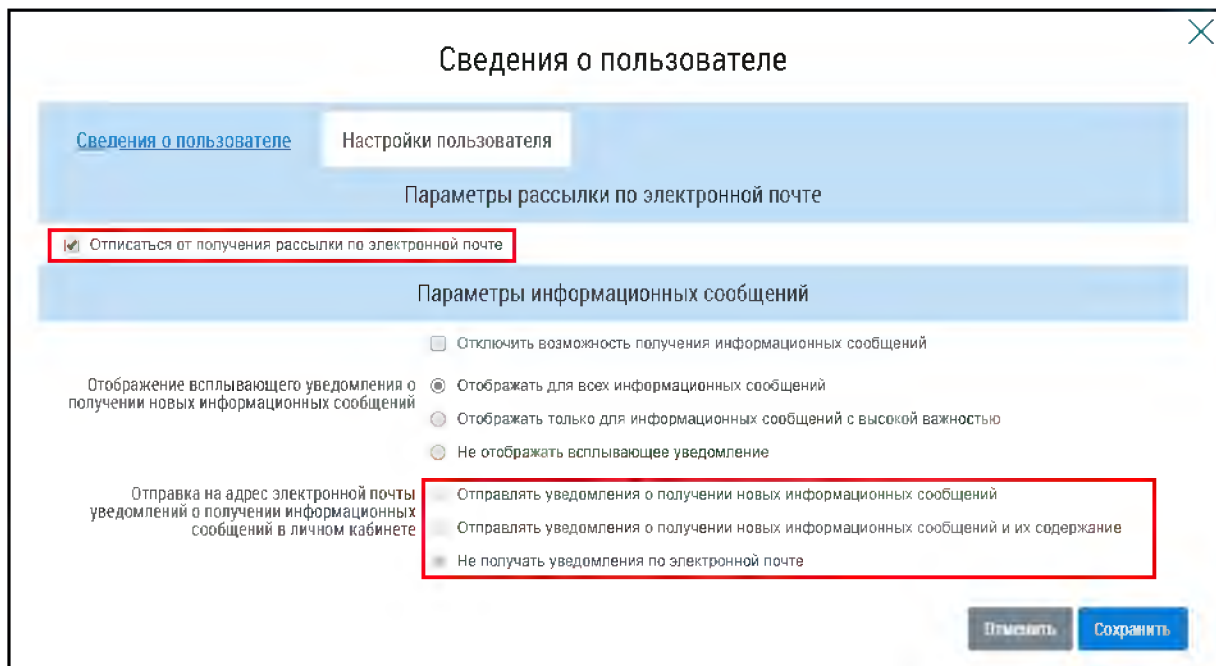 Сведения о пользователе
Сведения о пользователе
Настройки пользователя
Параметры рассылки по электронной почте
Отписаться от получения рассылки по электронной почте
Параметры информационных сообщений
Отключить возможность получения информационных сообщений
Отображение всплывающего уведомления о
получении новых информационных сообщений
Отображать для всех информационных сообщений
Отображать только для информационных сообщений с высокой важностью
Не отображать всплывающее уведомление
Отправка на адрес электронной почты
уведомлений о получении информационных
сообщений в личном кабинете
Отправлять уведомления о получении новых информационных сообщений
Отправлять уведомления о получении новых информационных сообщений и их содержание
Не получать уведомления по электронной почте
Отменить
Сохранить